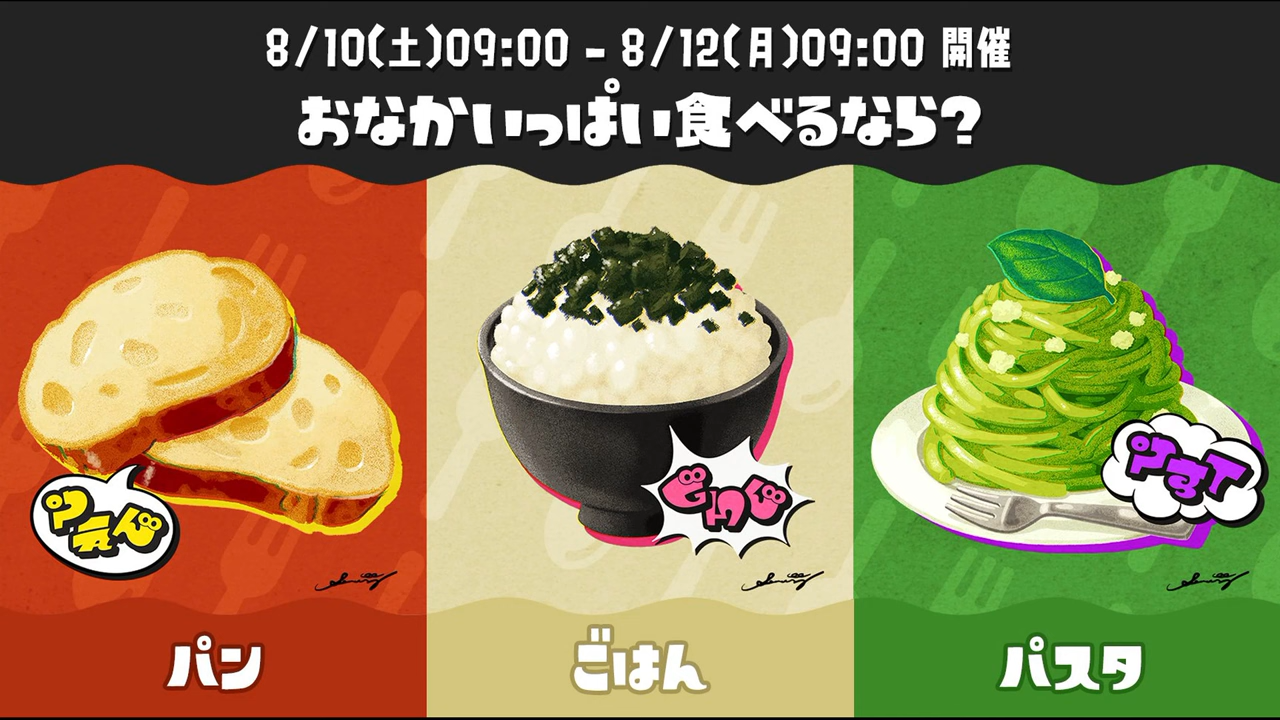 8/10(土)09:00 – 8/12(月)09:00 開催
おなかいっぱい食べるなら?
パン
ごはん
パスタ